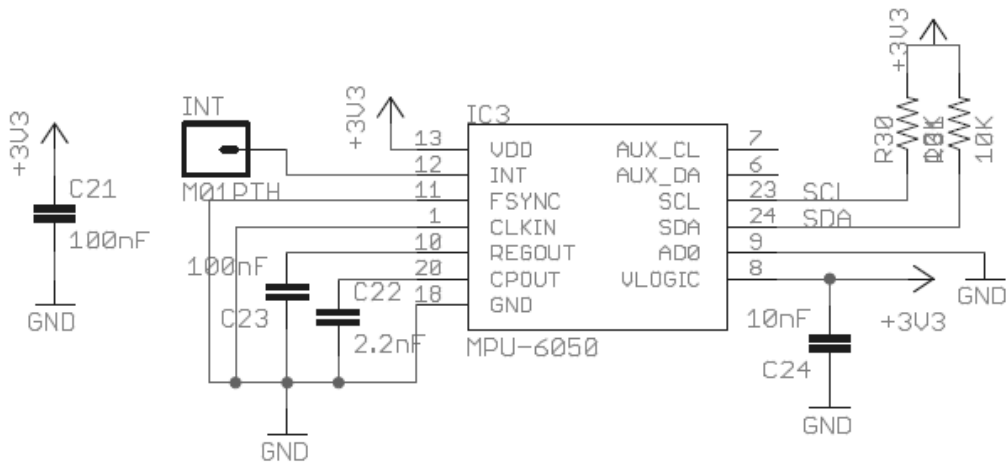 +3V3
C21
100nF
GND
INT
M01PTH
+3V3
IC3
13 VDD
12 INT
11 FSYNC
1 CLKIN
10 REGOUT
20 CPOUT
18 GND
AUX_CL 7
AUX_DA 6
SCL 23 SCL
SDA 24 SDA
AD0 9
VLOGIC 8
MPU-6050
100nF
C23
C22
2.2nF
GND
+3V3
R30
10K
GND
+3V3
10nF
C24
GND